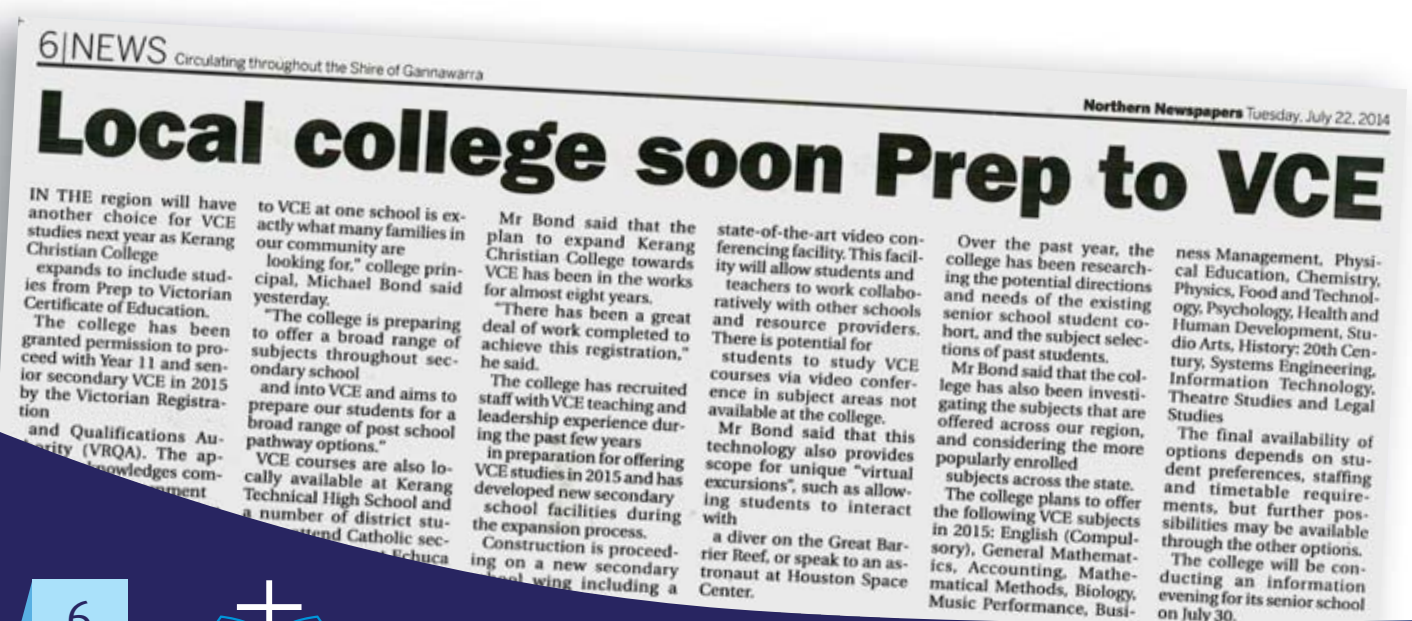 6|NEWS Circulating throughout the Shire of Gannawarra
Northern Newspapers Tuesday, July 22, 2014
Local college soon Prep to VCE
IN THE region will have
another choice for VCE
studies next year as Kerang
Christian College
expands to include stud-
ies from Prep to Victorian
Certificate of Education.
The college has been
granted permission to pro-
ceed with Year 11 and sen-
ior secondary VCE in 2015
by the Victorian Registra-
tion
and Qualifications Au-
(VRQA). The ap-
com-
to VCE at one school is ex-
actly what many families in
our community are
looking for," college prin-
cipal, Michael Bond said
yesterday.
"The college is preparing
to offer a broad range of
subjects throughout sec-
ondary school
and into VCE and aims to
prepare our students for a
broad range of post school
pathway options."
VCE courses are also lo-
cally available at Kerang
Technical High School and
a number of district stu-
Catholic sec-
Echuca
Mr Bond said that the
plan to expand Kerang
Christian College towards
VCE has been in the works
for almost eight years.
"There has been a great
deal of work completed to
achieve this registration,"
he said.
The college has recruited
staff with VCE teaching and
leadership experience dur-
ing the past few years
in preparation for offering
VCE studies in 2015 and has
developed new secondary
school facilities during
the expansion process.
Construction is proceed-
ing on a new secondary
wing including a
state-of-the-art video con-
ferencing facility. This facil-
ity will allow students and
teachers to work collabo-
ratively with other schools
and resource providers.
There is potential for
students to study VCE
courses via video confer-
ence in subject areas not
available at the college.
Mr Bond said that this
technology also provides
scope for unique "virtual
excursions", such as allow-
ing students to interact
with
a diver on the Great Bar-
rier Reef, or speak to an as-
tronaut at Houston Space
Center.
Over the past year, the
college has been research-
ing the potential directions
and needs of the existing
senior school student co-
hort, and the subject selec-
tions of past students.
Mr Bond said that the col-
lege has also been investi-
gating the subjects that are
offered across our region,
and considering the more
popularly enrolled
subjects across the state.
The college plans to offer
the following VCE subjects
in 2015: English (Compul-
sory), General Mathemat-
ics, Accounting, Mathe-
matical Methods, Biology,
Music Performance, Busi-
ness Management, Physi-
cal Education, Chemistry,
Physics, Food and Technol-
ogy, Psychology, Health and
Human Development, Stu-
dio Arts, History: 20th Cen-
tury, Systems Engineering,
Information Technology,
Theatre Studies and Legal
Studies
The final availability of
options depends on stu-
dent preferences, staffing
and timetable require-
ments, but further pos-
sibilities may be available
through the other options.
The college will be con-
ducting an information
evening for its senior school
on July 30.
6